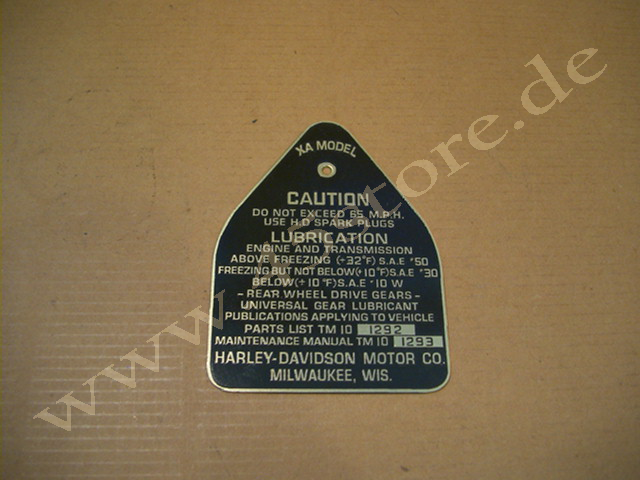 XA MODEL
CAUTION
DO NOT EXCEED 65 M.P.H.
USE H.D SPARK PLUGS
LUBRICATION
ENGINE AND TRANSMISSION
ABOVE FREEZING (+32°F) S.A.E #50
FREEZING BUT NOT BELOW (+10°F) S.A.E #30
BELOW (+10°F) S.A.E #10 W
- REAR WHEEL DRIVE GEARS -
UNIVERSAL GEAR LUBRICANT
PUBLICATIONS APPLYING TO VEHICLE
PARTS LIST TM 10 1292
MAINTENANCE MANUAL TM 10 1293
HARLEY-DAVIDSON MOTOR CO.
MILWAUKEE, WIS.